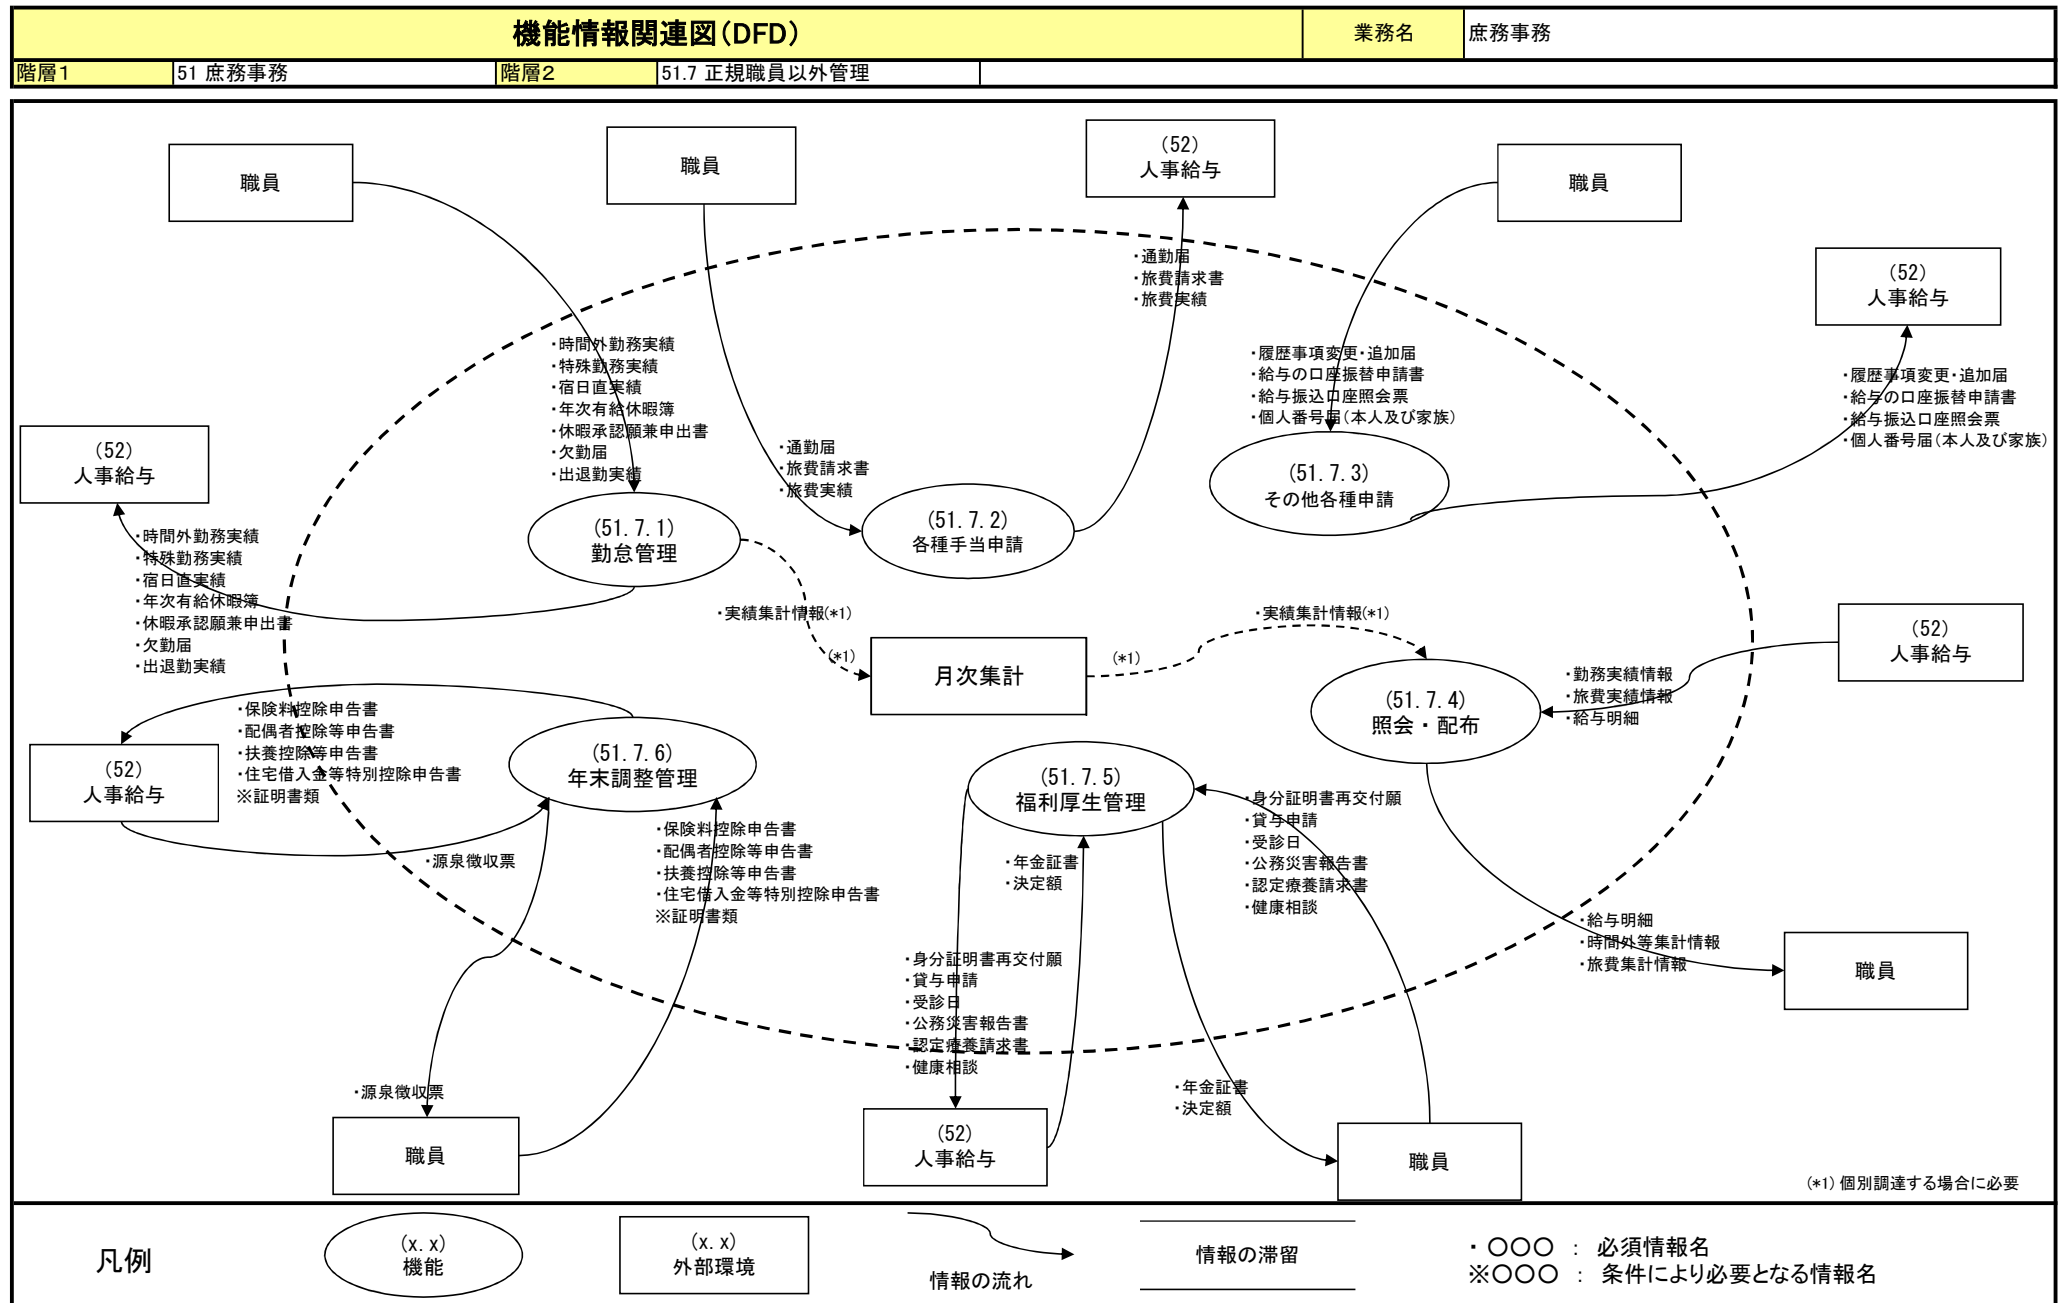 機能情報関連図(DFD)
業務名
庶務事務
階層1
51 庶務事務
階層2
51.7 正規職員以外管理
職員
職員
(52)
人事給与
職員
(52)
人事給与
・通勤届
・旅費請求書
・旅費実績
・時間外勤務実績
・特殊勤務実績
・宿日直実績
・年次有給休暇簿
・休暇承認願兼申出書
・欠勤届
・出退勤実績
・履歴事項変更・追加届
・給与の口座振替申請書
・給与振込口座照会票
・個人番号届(本人及び家族)
・履歴事項変更・追加届
・給与の口座振替申請書
・給与振込口座照会票
・個人番号届(本人及び家族)
(52)
人事給与
・通勤届
・旅費請求書
・旅費実績
(51.7.3)
その他各種申請
(51.7.1)
勤怠管理
(51.7.2)
各種手当申請
・時間外勤務実績
・特殊勤務実績
・宿日直実績
・年次有給休暇簿
・休暇承認願兼申出書
・欠勤届
・出退勤実績
・実績集計情報(*1)
(*1)
月次集計
(*1)
・実績集計情報(*1)
(52)
人事給与
・勤務実績情報
・旅費実績情報
・給与明細
(51.7.4)
照会・配布
・保険料控除申告書
・配偶者控除等申告書
・扶養控除等申告書
・住宅借入金等特別控除申告書
※証明書類
(52)
人事給与
(51.7.6)
年末調整管理
(51.7.5)
福利厚生管理
・源泉徴収票
・保険料控除申告書
・配偶者控除等申告書
・扶養控除等申告書
・住宅借入金等特別控除申告書
※証明書類
・年金証書
・決定額
・身分証明書再交付願
・貸与申請
・受診日
・公務災害報告書
・認定療養請求書
・健康相談
・給与明細
・時間外等集計情報
・旅費集計情報
職員
・身分証明書再交付願
・貸与申請
・受診日
・公務災害報告書
・認定療養請求書
・健康相談
・源泉徴収票
・年金証書
・決定額
職員
(52)
人事給与
職員
(*1) 個別調達する場合に必要
凡例
(x.x)
機能
(x.x)
外部環境
情報の流れ
情報の滞留
・ ○○○ : 必須情報名
※○○○ : 条件により必要となる情報名